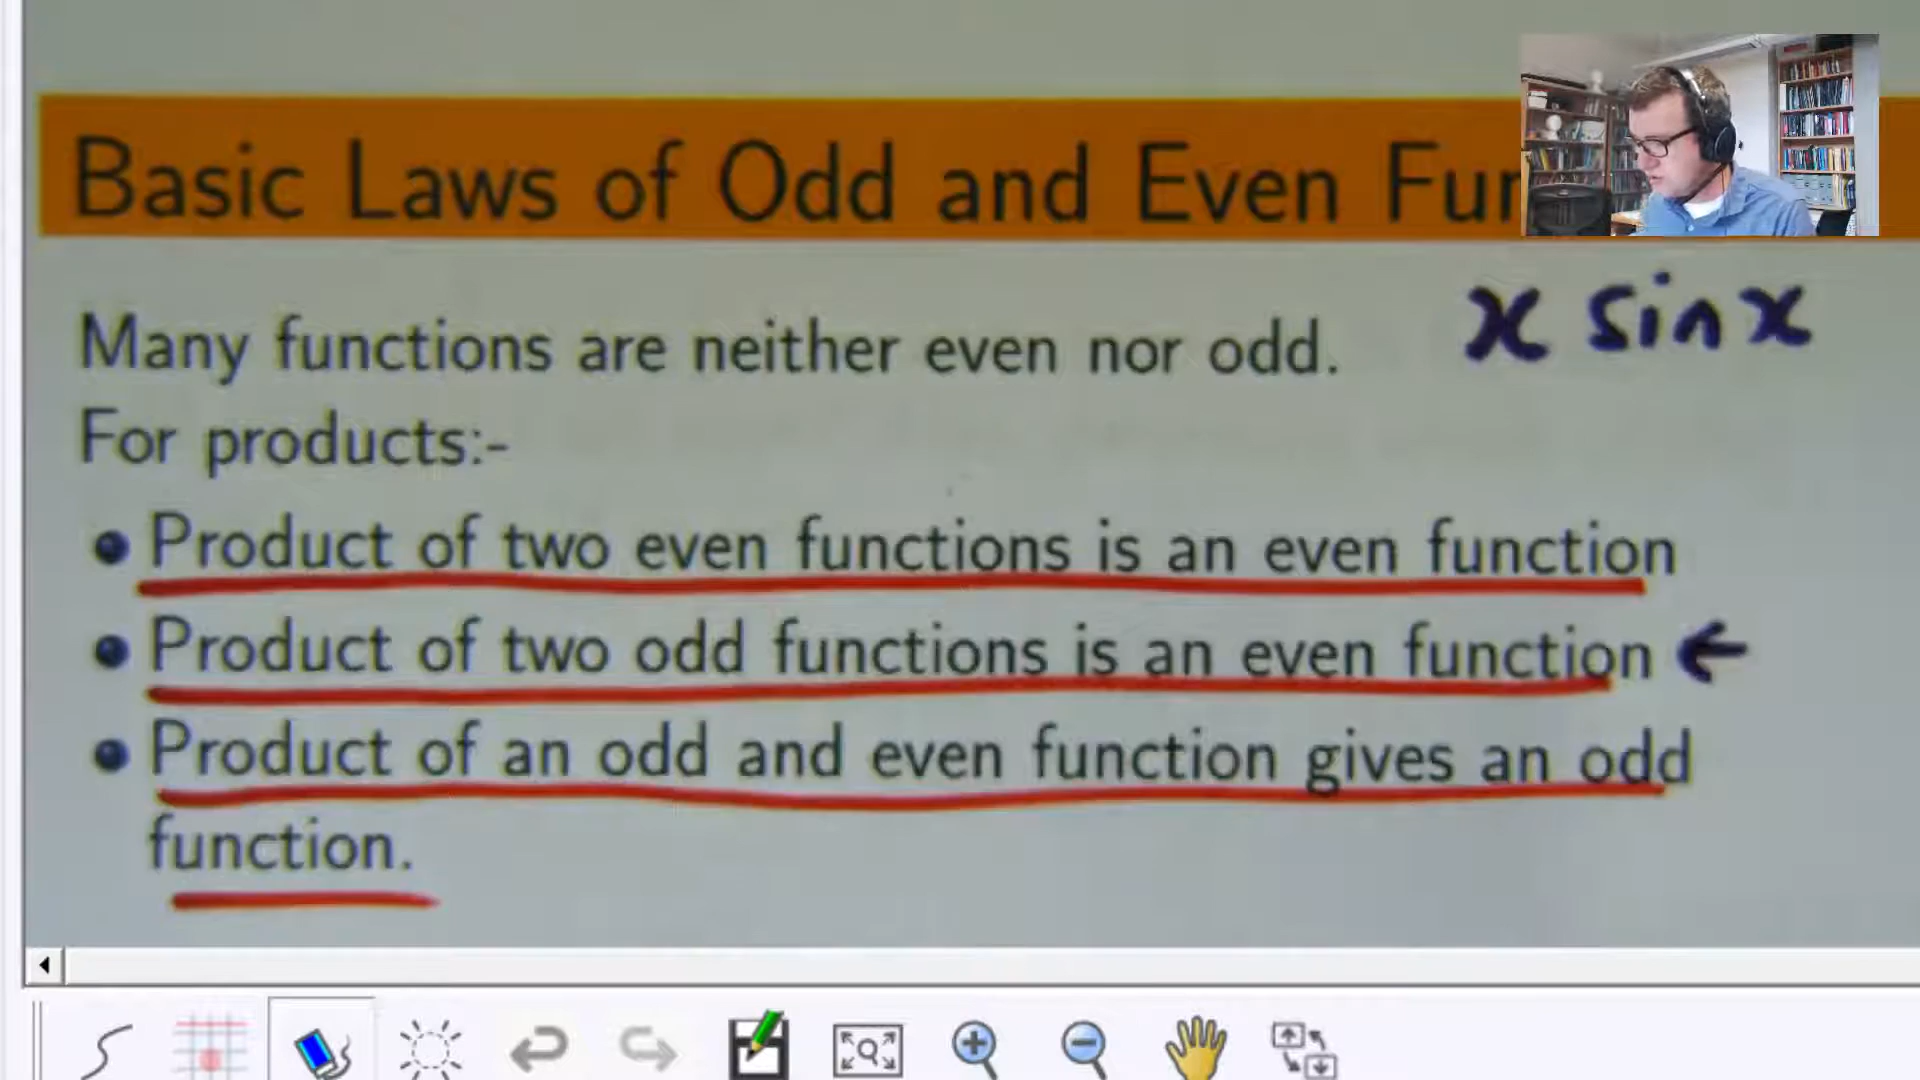 Basic Laws of Odd and Even Fun
x sin x
Many functions are neither even nor odd.
For products:-
Product of two even functions is an even function
Product of two odd functions is an even function ←
Product of an odd and even function gives an odd
function.